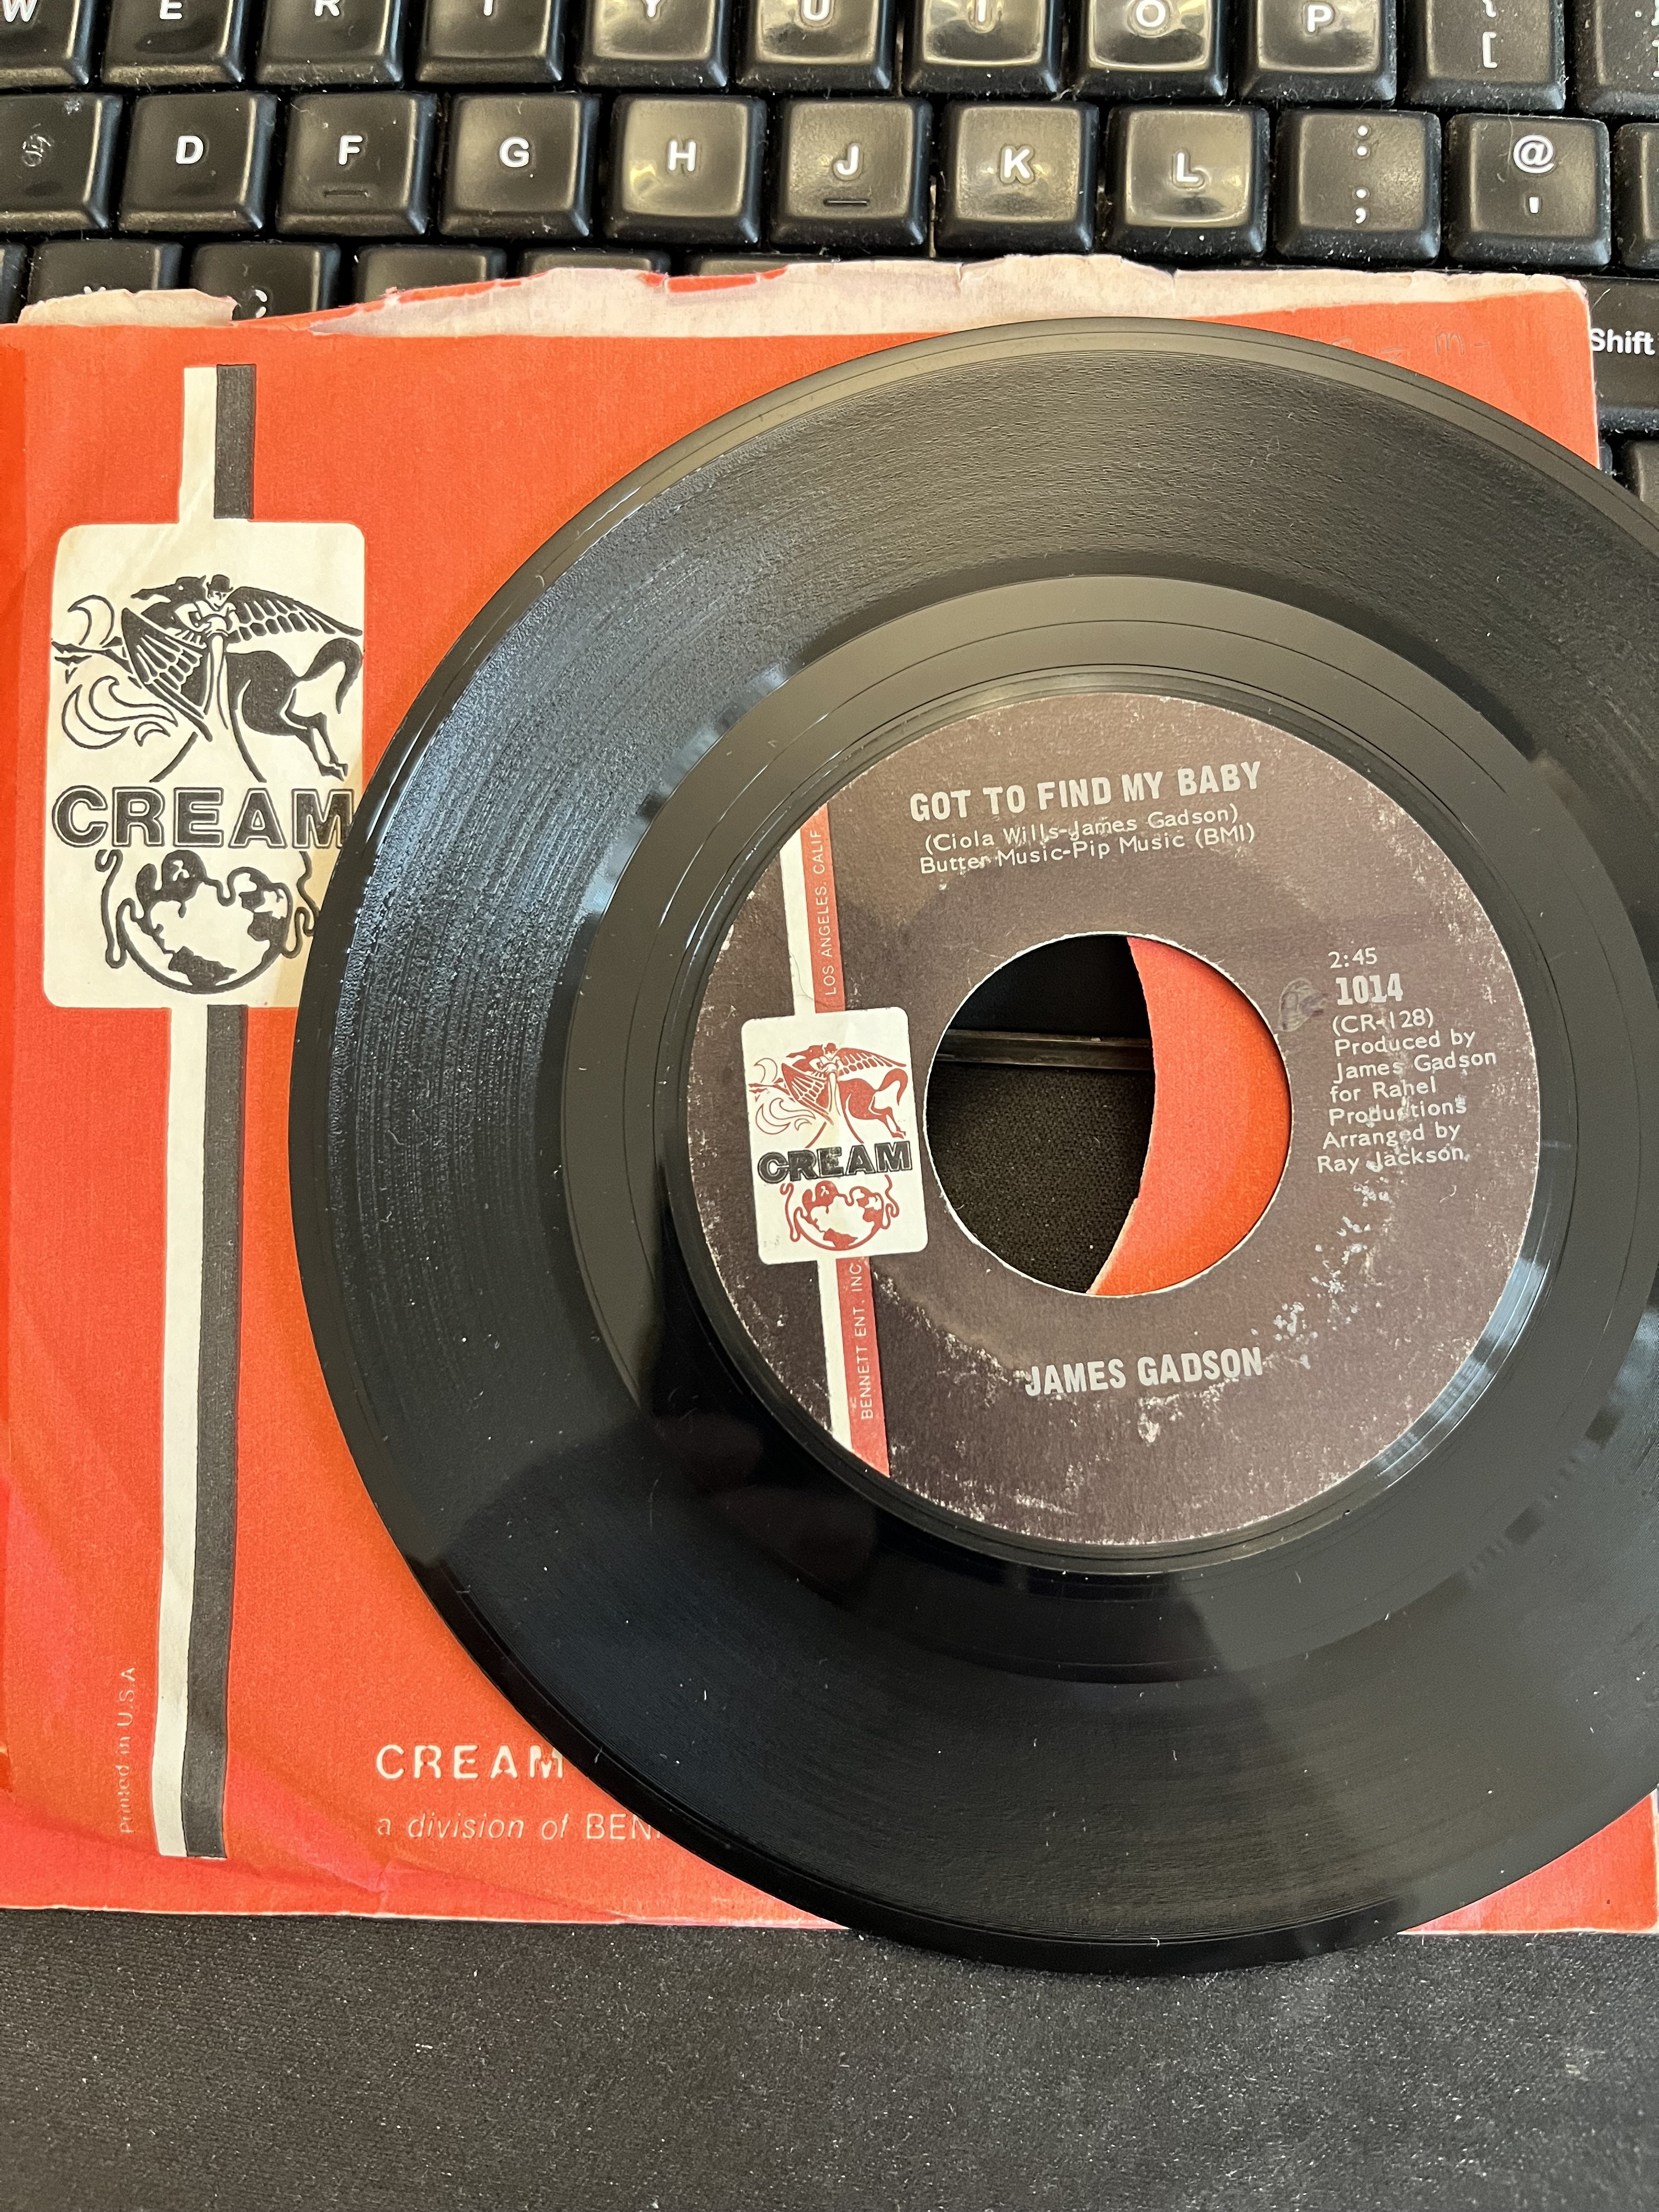 W E R T Y U I O P { [
D F G H J K L : ; @ '
Shift
CREAM
Printed in U.S.A
CREAM
a division of BEN
GOT TO FIND MY BABY
(Ciola Wills-James Gadson)
Butter Music-Pip Music (BMI)
LOS ANGELES, CALIF
2:45
1014
(CR-128)
Produced by
James Gadson
for Rahel
Productions
Arranged by
Ray Jackson
CREAM
BENNETT ENT. INC.
JAMES GADSON